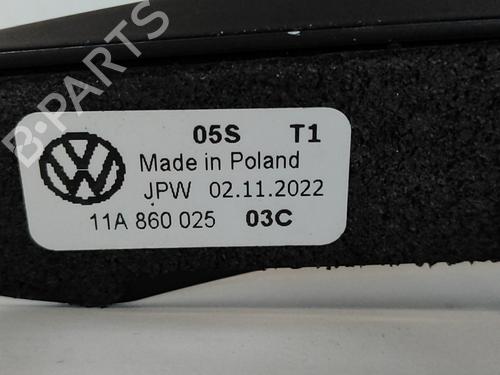 B-PARTS
05S T1
Made in Poland
JPW 02.11.2022
11A 860 025 03C